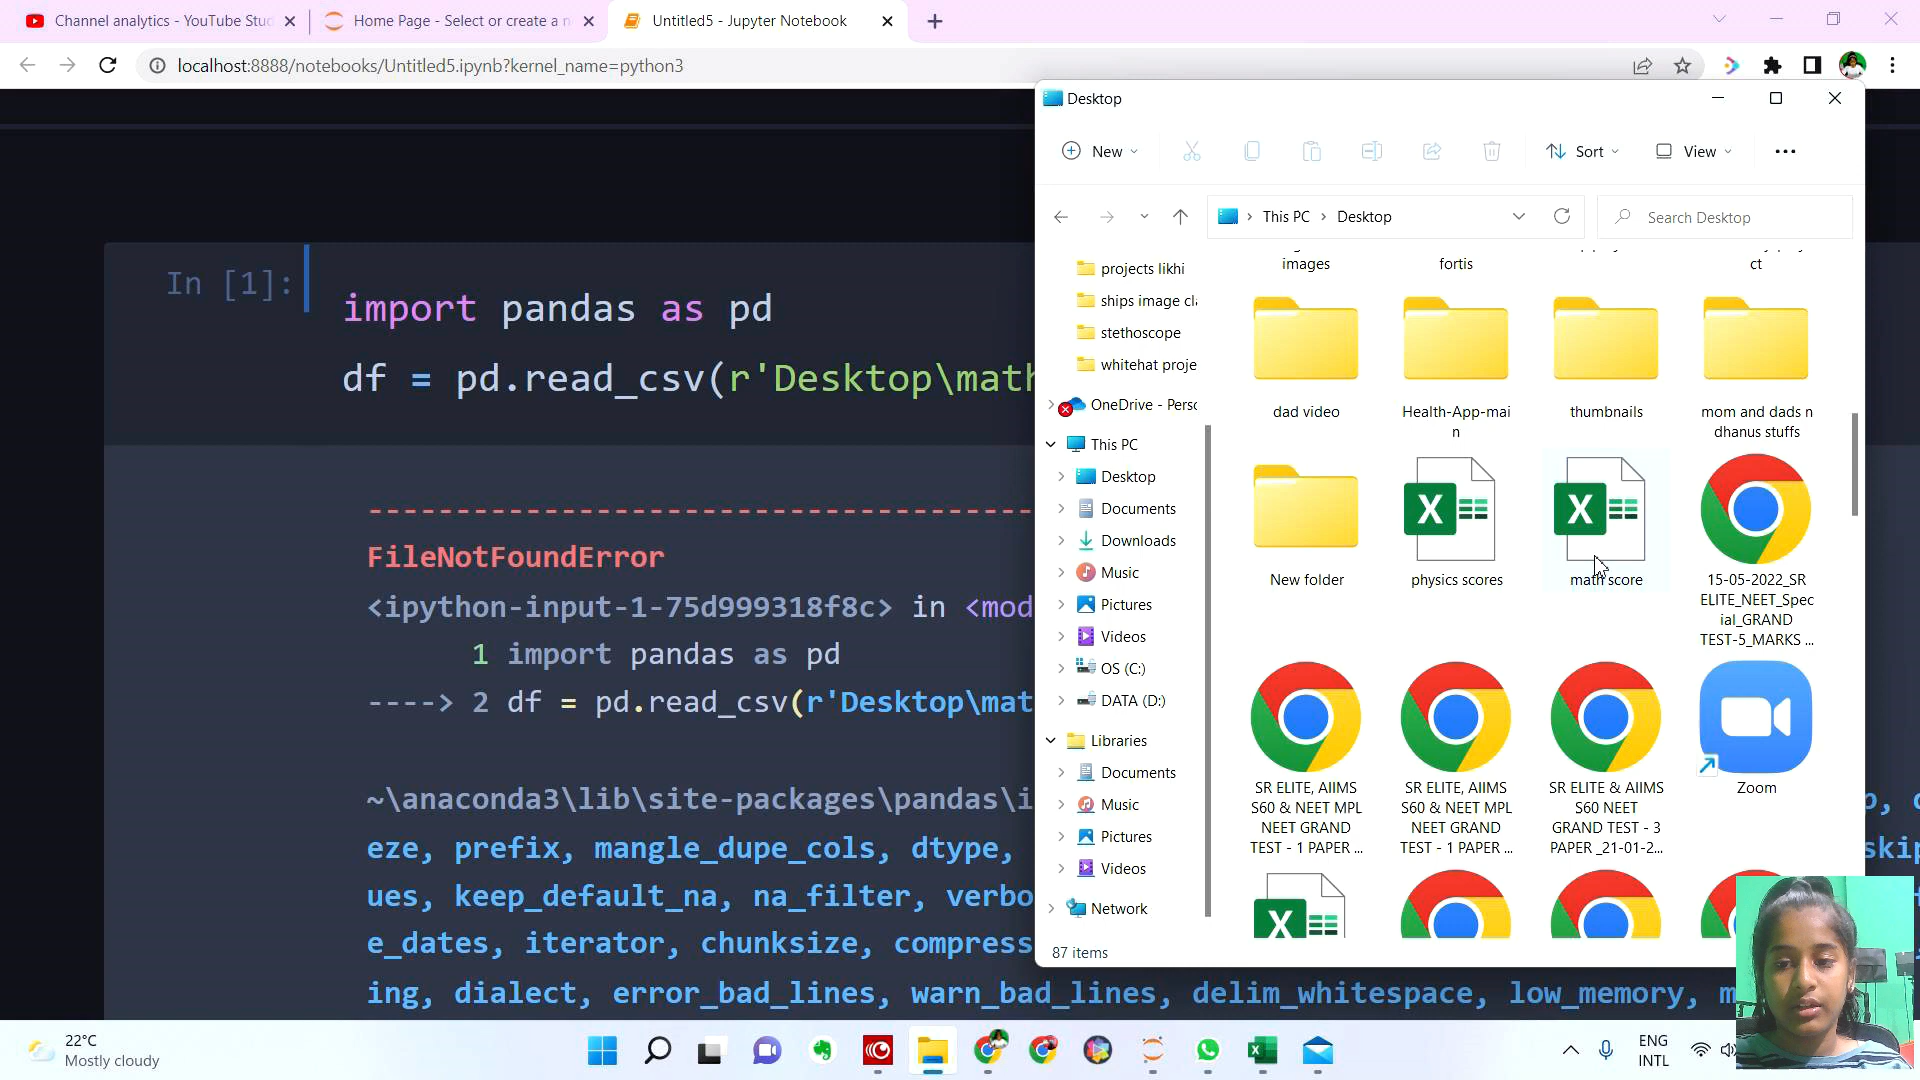 Channel analytics - YouTube Stud
Home Page - Select or create a n
Untitled5 - Jupyter Notebook
localhost:8888/notebooks/Untitled5.ipynb?kernel_name=python3
In [1]:
import pandas as pd
df = pd.read_csv(r'Desktop\math
FileNotFoundError
<ipython-input-1-75d999318f8c> in <mod
1 import pandas as pd
----> 2 df = pd.read_csv(r'Desktop\mat
~\anaconda3\lib\site-packages\pandas\i
eze, prefix, mangle_dupe_cols, dtype,
ues, keep_default_na, na_filter, verbo
e_dates, iterator, chunksize, compress
ing, dialect, error_bad_lines, warn_bad_lines, delim_whitespace, low_memory, m
skip
Desktop
New
Sort
View
This PC
Desktop
Search Desktop
projects likhi
ships image cla
stethoscope
whitehat proje
OneDrive - Perso
This PC
Desktop
Documents
Downloads
Music
Pictures
Videos
OS (C:)
DATA (D:)
Libraries
Documents
Music
Pictures
Videos
Network
87 items
images
fortis
ct
dad video
Health-App-mai
n
thumbnails
mom and dads n
dhanus stuffs
New folder
physics scores
math score
15-05-2022_SR
ELITE_NEET_Spec
ial_GRAND
TEST-5_MARKS ...
SR ELITE, AIIMS
S60 & NEET MPL
NEET GRAND
TEST - 1 PAPER ...
SR ELITE, AIIMS
S60 & NEET MPL
NEET GRAND
TEST - 1 PAPER ...
SR ELITE & AIIMS
S60 NEET
GRAND TEST - 3
PAPER _21-01-2...
Zoom
22°C
Mostly cloudy
ENG
INTL